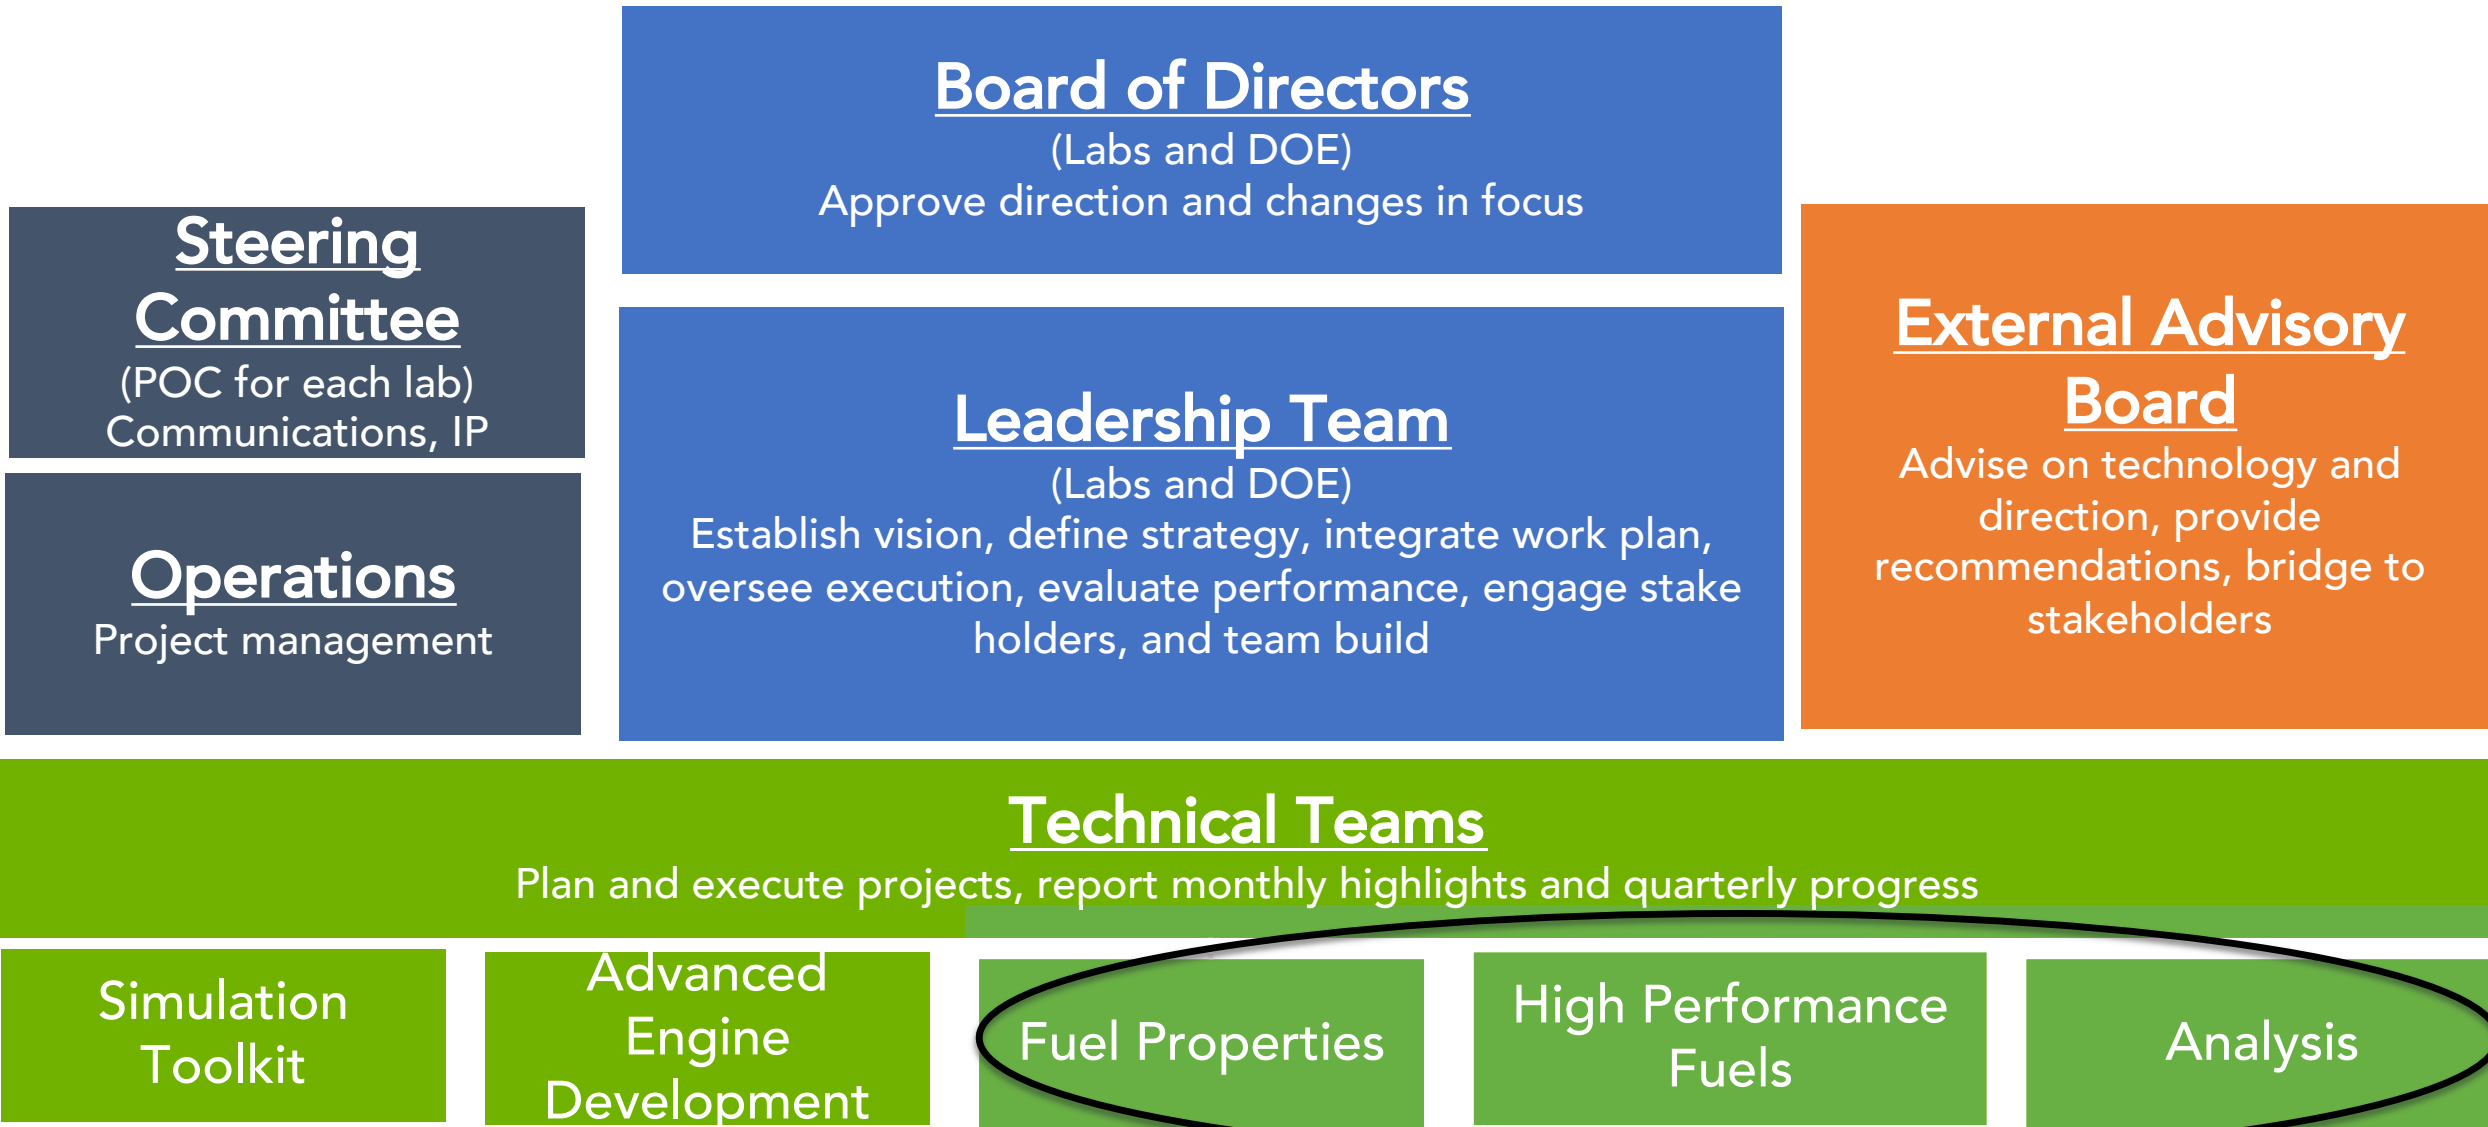 Board of Directors
(Labs and DOE)
Approve direction and changes in focus
Steering
Committee
(POC for each lab)
Communications, IP
Operations
Project management
Leadership Team
(Labs and DOE)
Establish vision, define strategy, integrate work plan,
oversee execution, evaluate performance, engage stake
holders, and team build
External Advisory
Board
Advise on technology and
direction, provide
recommendations, bridge to
stakeholders
Technical Teams
Plan and execute projects, report monthly highlights and quarterly progress
Simulation
Toolkit
Advanced
Engine
Development
Fuel Properties
High Performance
Fuels
Analysis